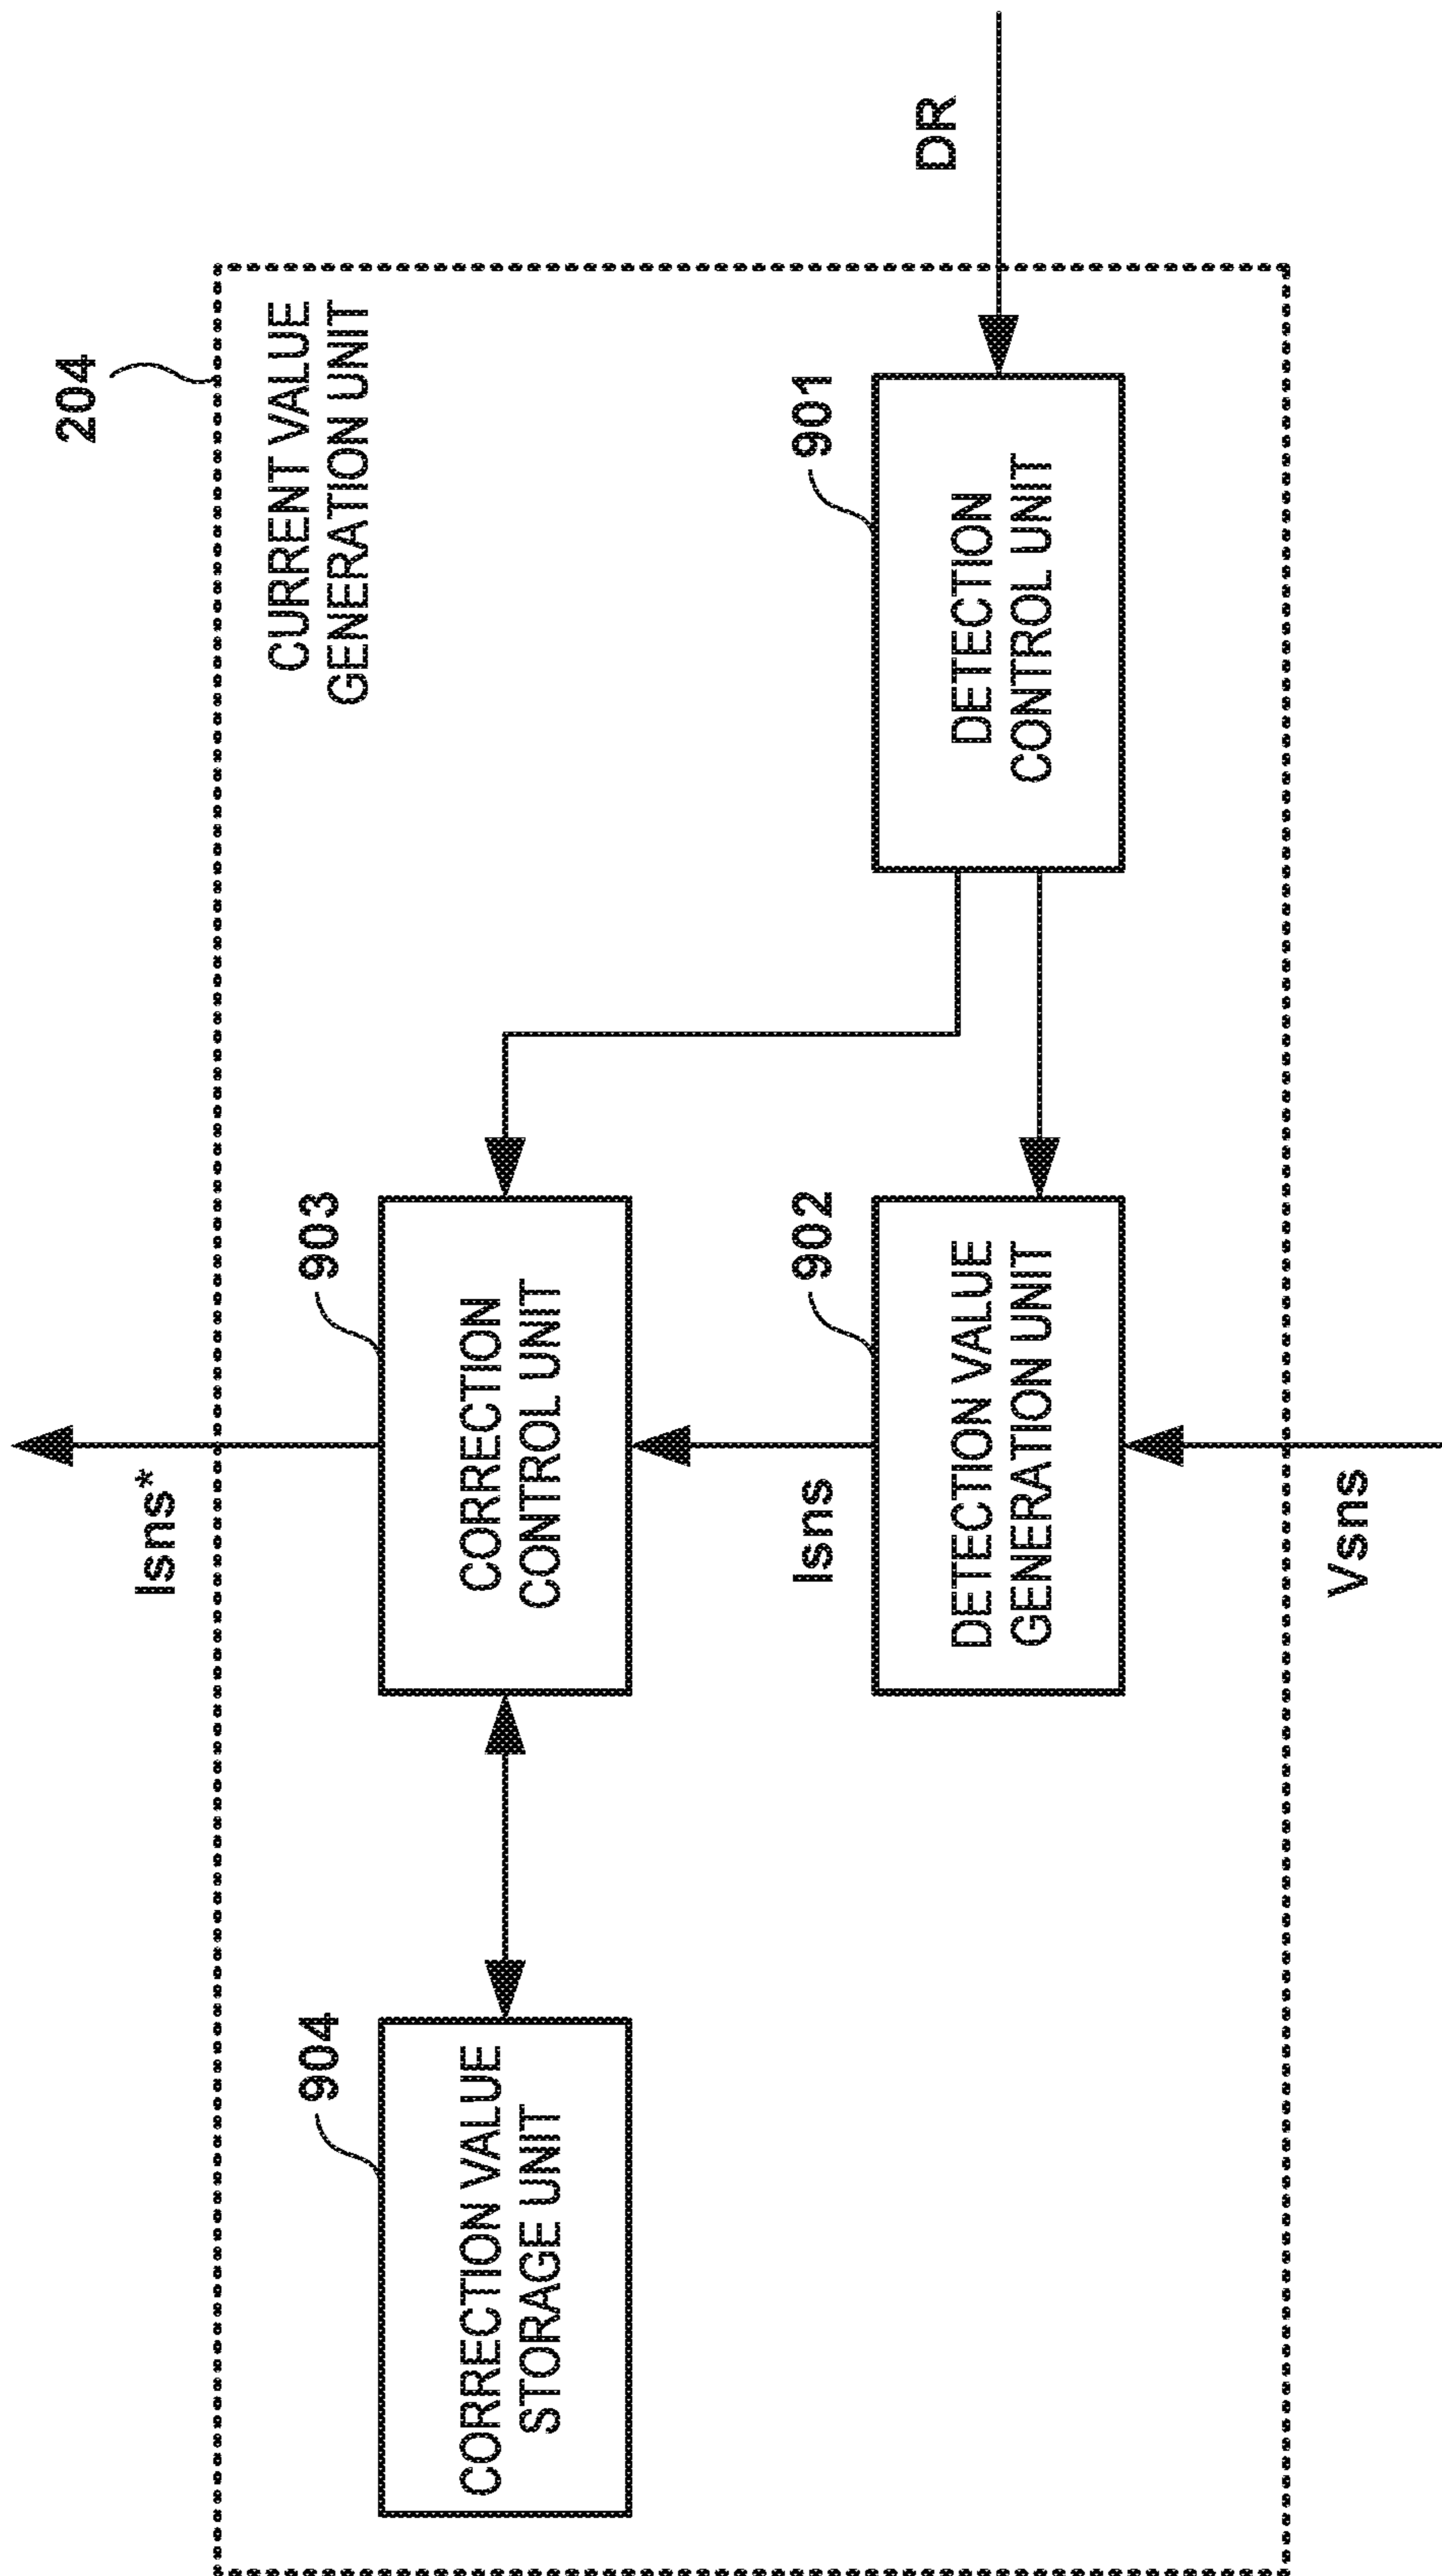 204
Isns*
CURRENT VALUE
GENERATION UNIT
904
CORRECTION VALUE
STORAGE UNIT
903
CORRECTION
CONTROL UNIT
Isns
902
DETECTION VALUE
GENERATION UNIT
901
DETECTION
CONTROL UNIT
DR
Vsns